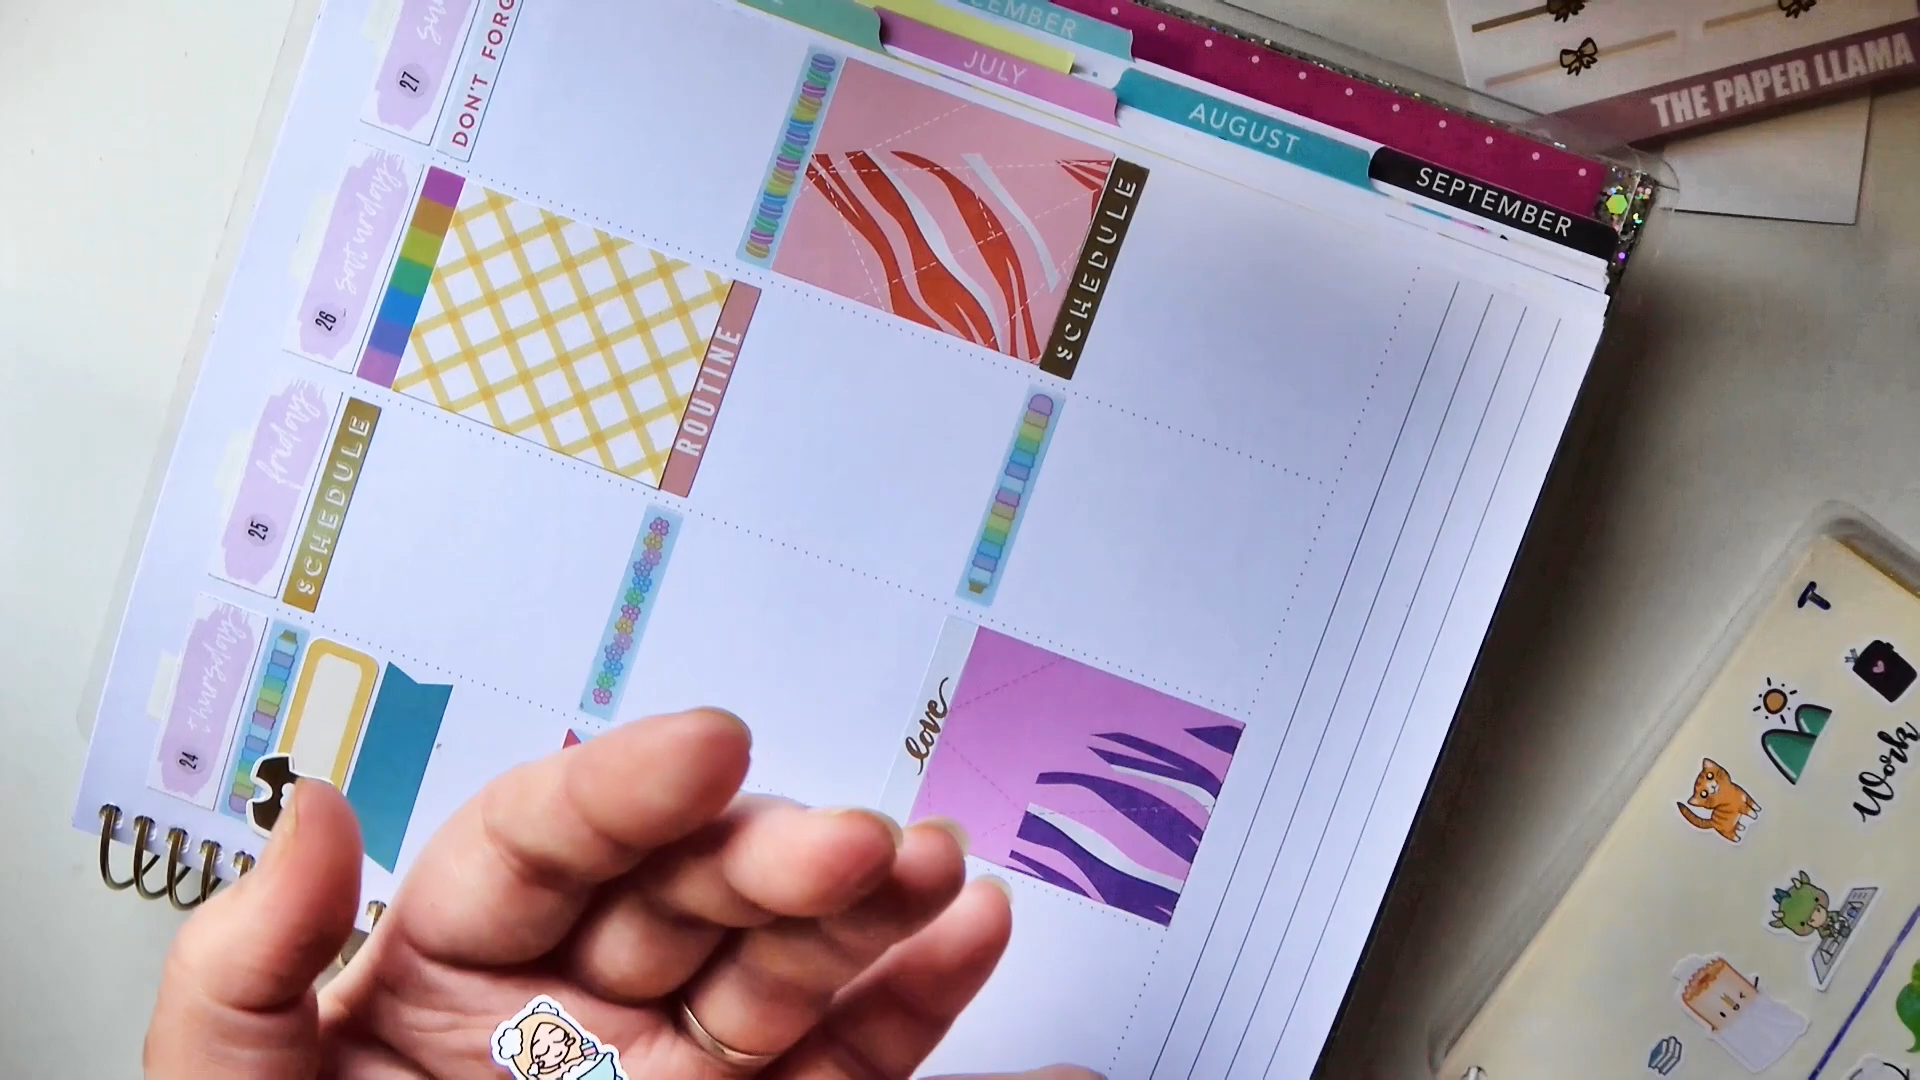 DECEMBER
JULY
AUGUST
SEPTEMBER
THE PAPER LLAMA
27
sun
DON'T FORG
26
saturday
25
friday
24
thursday
SCHEDULE
ROUTINE
SCHEDULE
love
T
Work